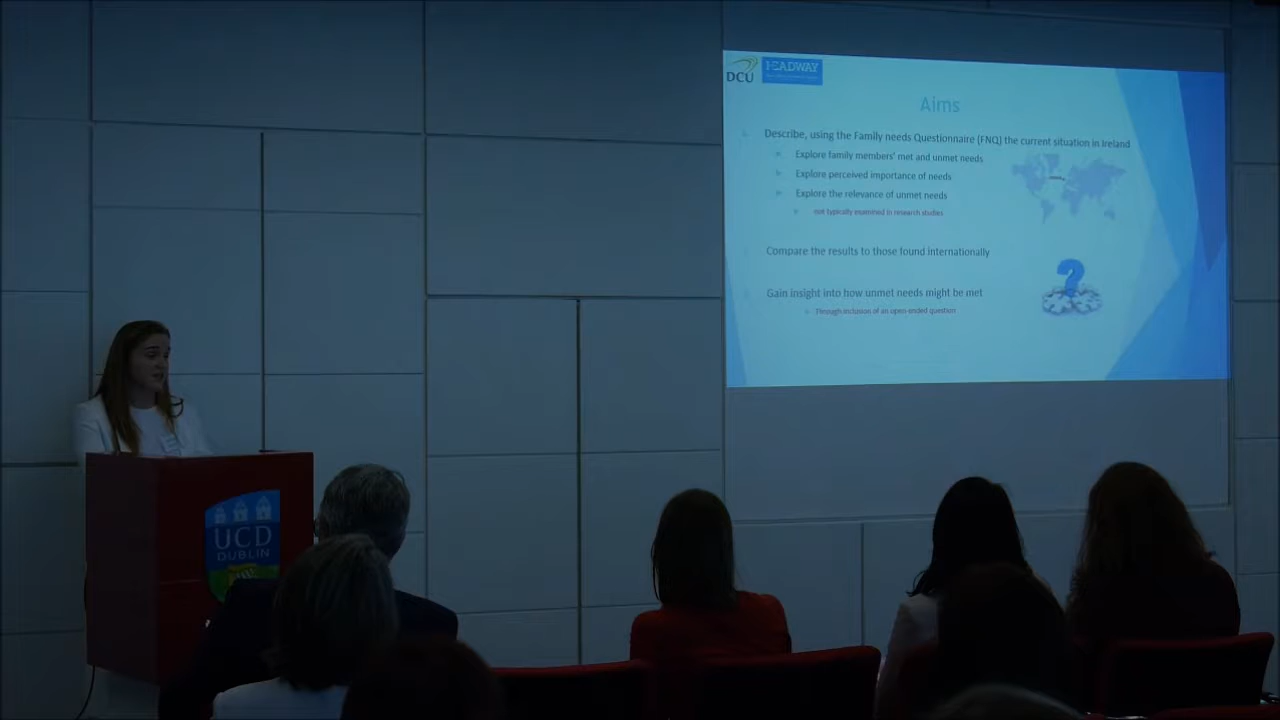 DCU
HEADWAY
Aims
Describe, using the Family needs Questionnaire (FNQ) the current situation in Ireland
Explore family members' met and unmet needs
Explore perceived importance of needs
Explore the relevance of unmet needs
not typically examined in research studies
Compare the results to those found internationally
Gain insight into how unmet needs might be met
Through inclusion of an open-ended question
?
UCD
DUBLIN